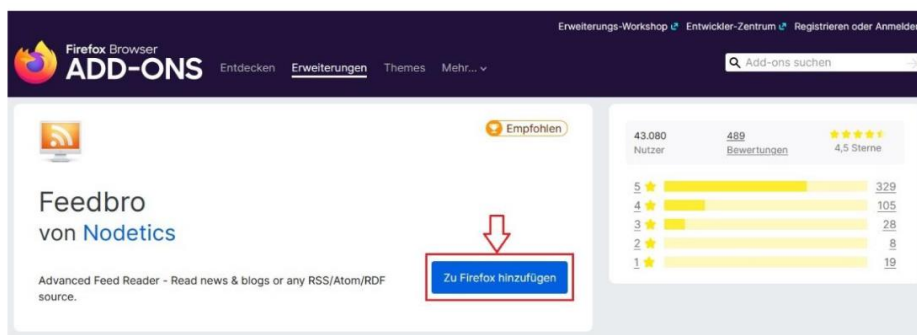 Erweiterungs-Workshop Entwickler-Zentrum Registrieren oder Anmelden
Firefox Browser
ADD-ONS Entdecken Erweiterungen Themes Mehr...
Add-ons suchen
Empfohlen
Feedbro
von Nodetics
Advanced Feed Reader - Read news & blogs or any RSS/Atom/RDF
source.
Zu Firefox hinzufügen
43.080 489
Nutzer Bewertungen 4,5 Sterne
5 329
4 105
3 28
2 8
1 19